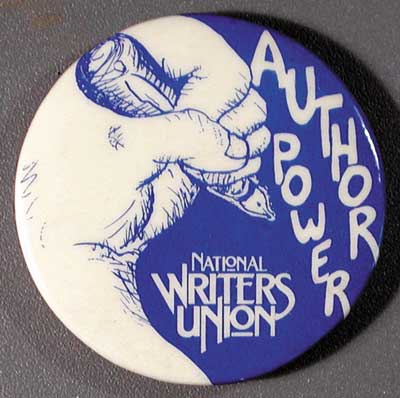 AUTHOR
POWER
NATIONAL
WRITERS
UNION